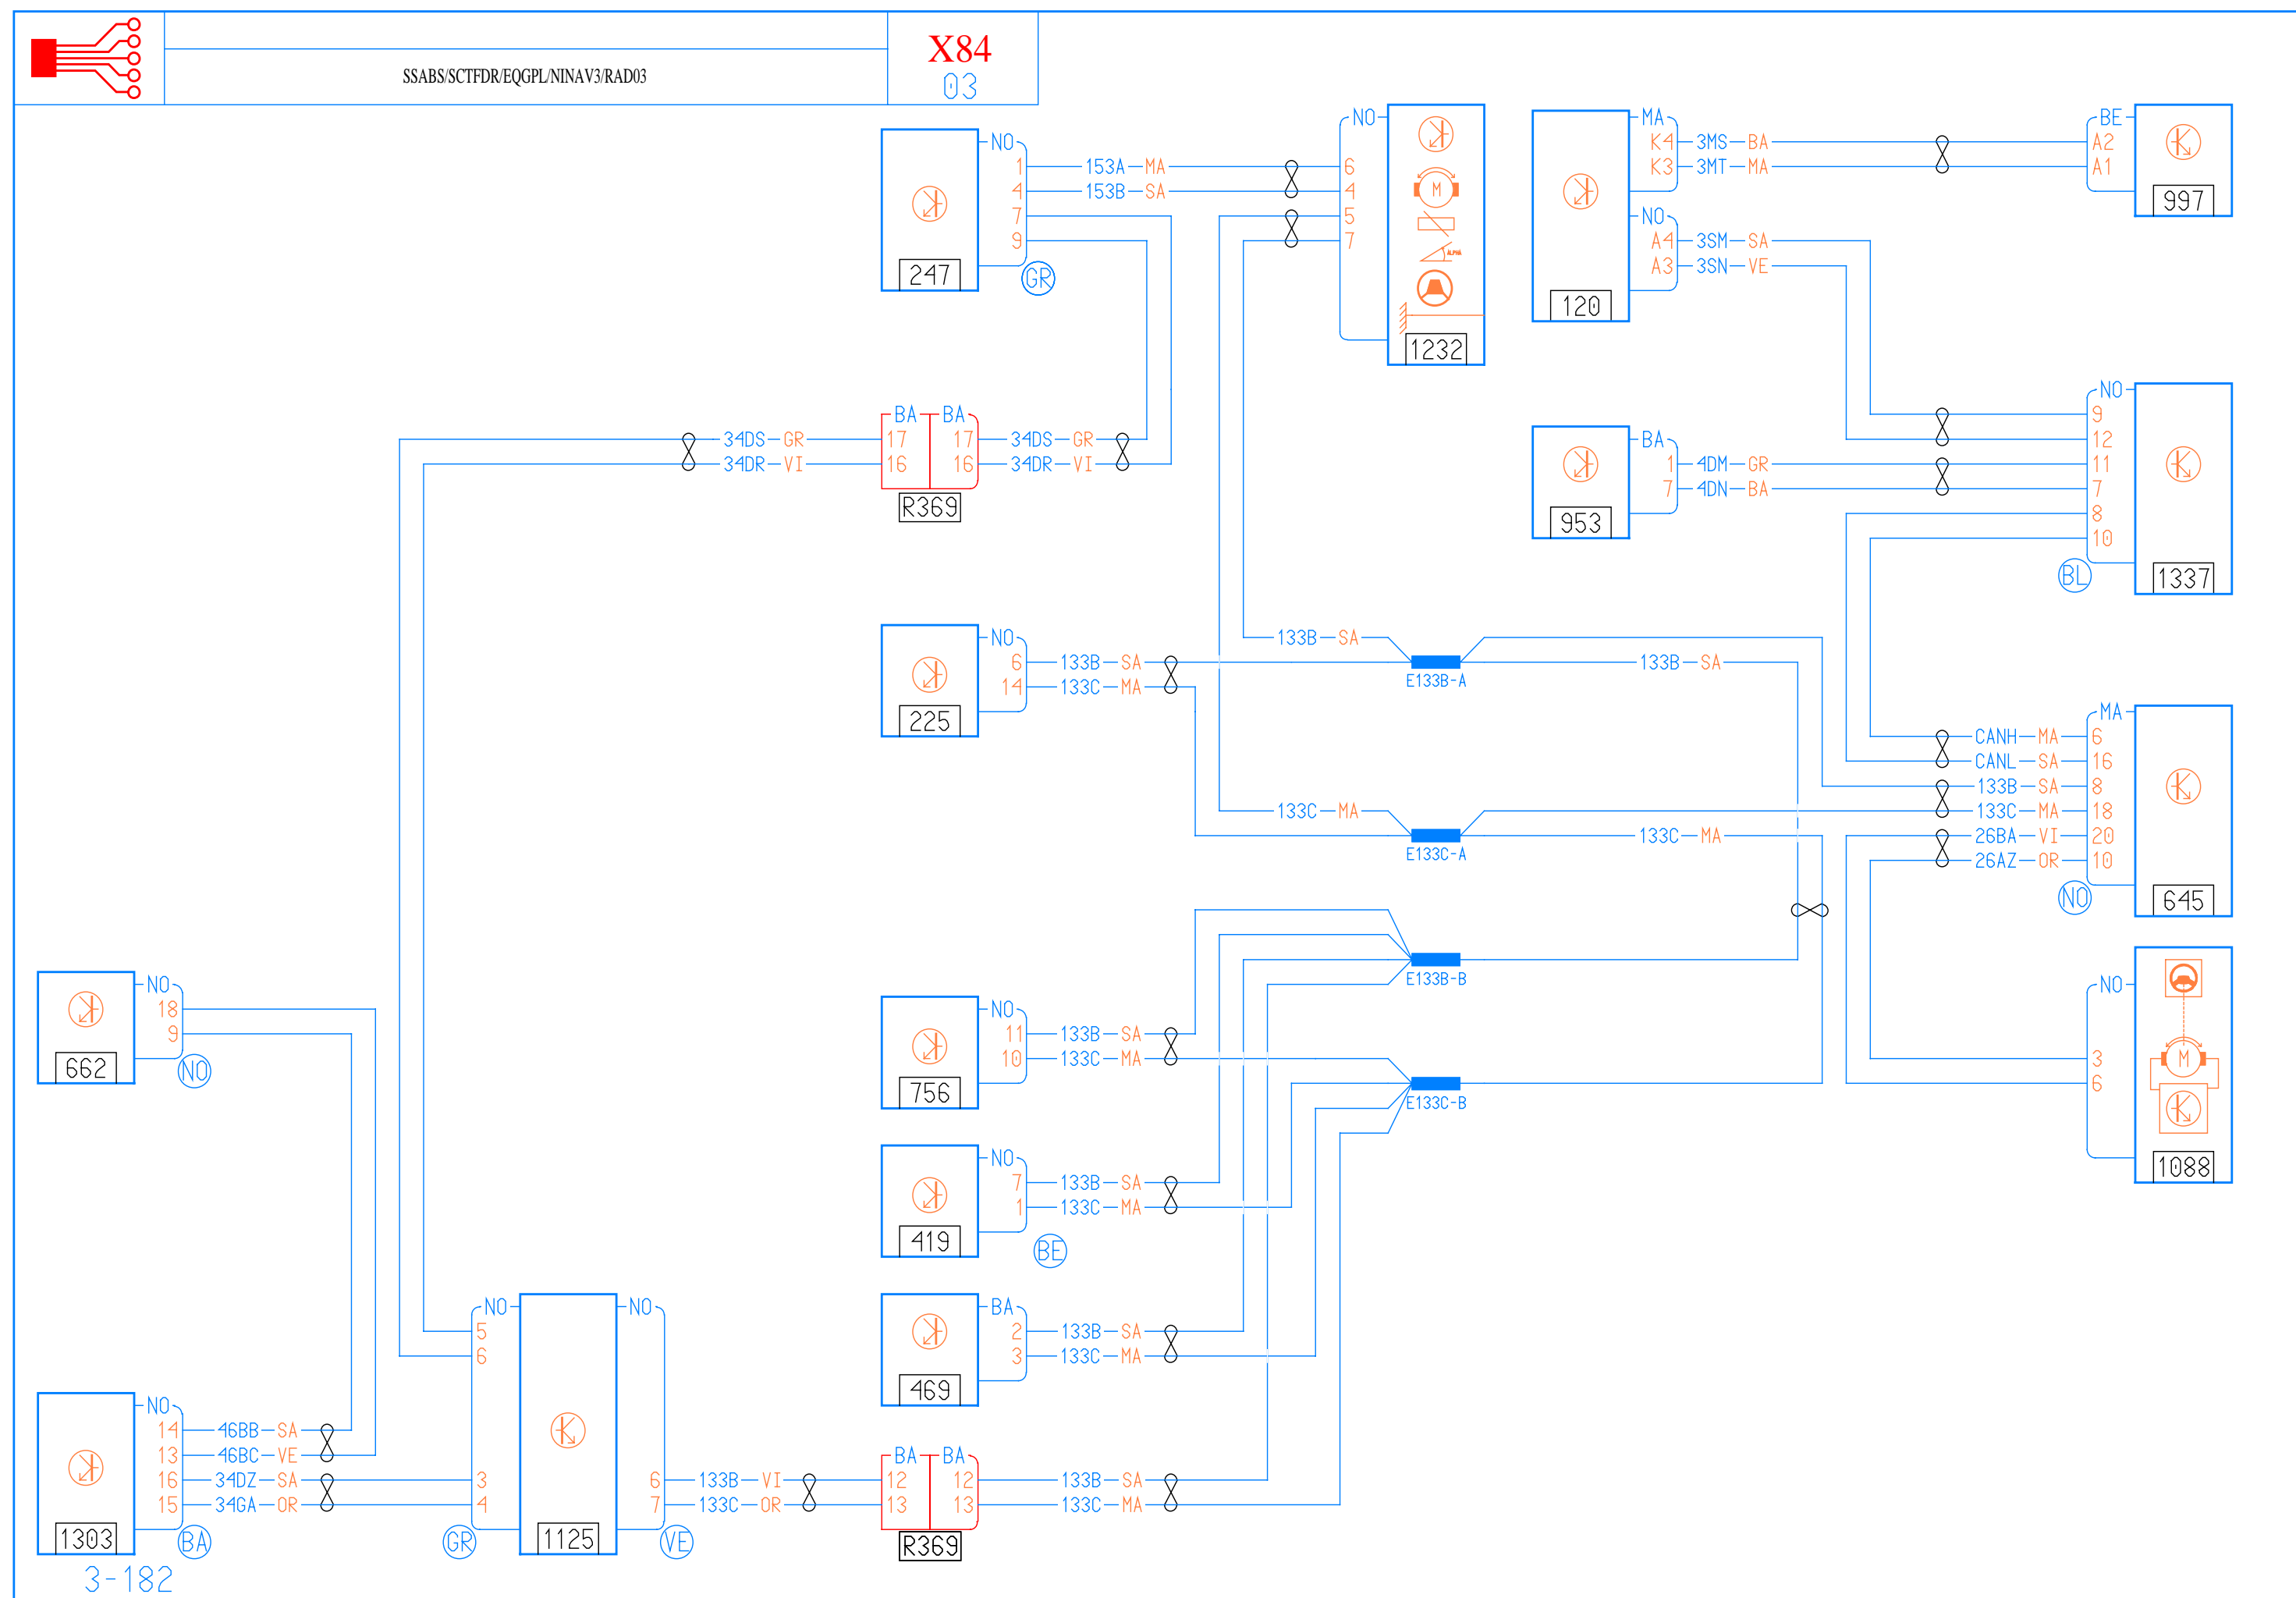 SSABS/SCTFDR/EQGPL/NINAV3/RAD03
X84
03
NO
1 153A MA
4 153B SA
7
9
247
GR
NO
6
4
5
7
ALPHA
1232
MA
K4 3MS BA
K3 3MT MA
NO
A4 3SM SA
A3 3SN VE
120
BE
A2
A1
997
34DS GR
34DR VI
BA BA
17 17
16 16
34DS GR
34DR VI
R369
BA
1 4DM GR
7 4DN BA
953
NO
9
12
11
7
8
10
BL
1337
NO
6 133B SA
14 133C MA
225
133B SA
E133B-A
133B SA
133C MA
E133C-A
133C MA
MA
CANH MA 6
CANL SA 16
133B SA 8
133C MA 18
26BA VI 20
26AZ OR 10
NO
645
E133B-B
E133C-B
NO
18
9
662
NO
NO
11 133B SA
10 133C MA
756
NO
M
3
6
M
1088
NO
7 133B SA
1 133C MA
419
BE
BA
2 133B SA
3 133C MA
469
NO
14 46BB SA
13 46BC VE
16 34DZ SA
15 34GA OR
1303
BA
NO
5
6
3
4
GR
1125
NO
6 133B VI
7 133C OR
VE
BA BA
12 12
13 13
133B SA
133C MA
R369
3-182